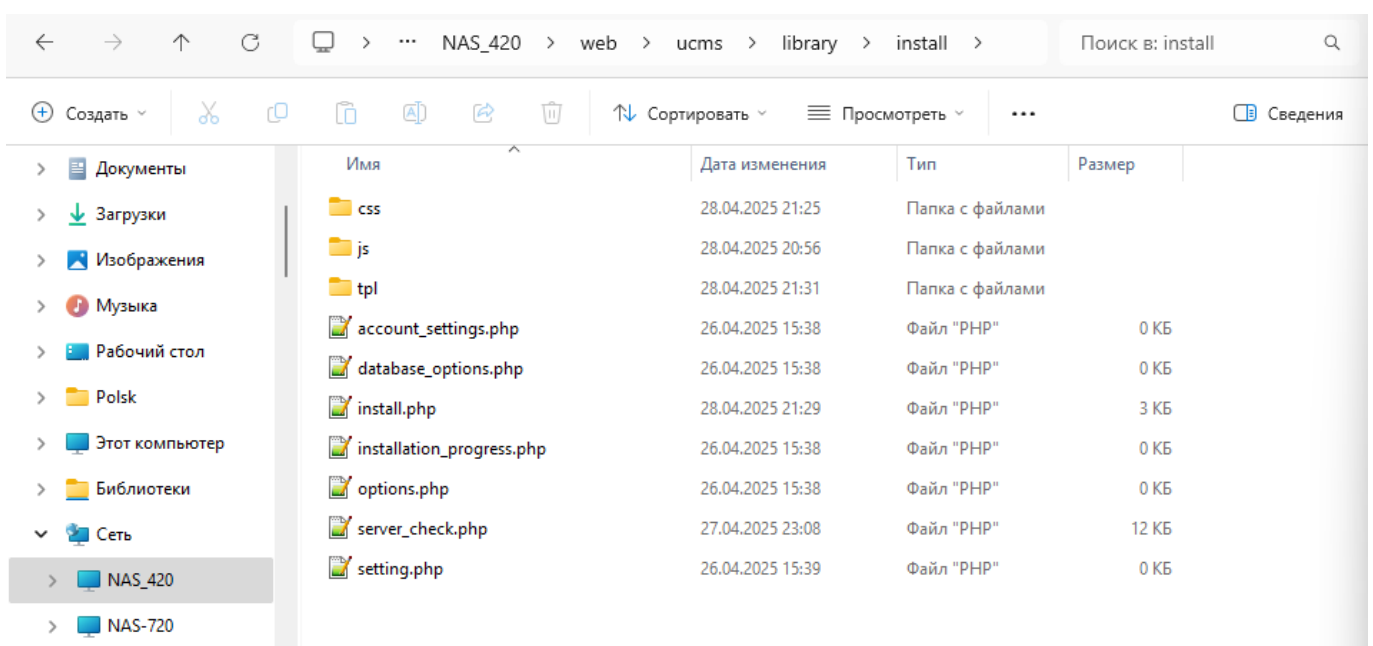 NAS_420 > web > ucms > library > install >
Поиск в: install
Создать
Сортировать
Просмотреть
Сведения
Документы
Загрузки
Изображения
Музыка
Рабочий стол
Polsk
Этот компьютер
Библиотеки
Сеть
NAS_420
NAS-720
Имя Дата изменения Тип Размер
css 28.04.2025 21:25 Папка с файлами
js 28.04.2025 20:56 Папка с файлами
tpl 28.04.2025 21:31 Папка с файлами
account_settings.php 26.04.2025 15:38 Файл "PHP" 0 КБ
database_options.php 26.04.2025 15:38 Файл "PHP" 0 КБ
install.php 28.04.2025 21:29 Файл "PHP" 3 КБ
installation_progress.php 26.04.2025 15:38 Файл "PHP" 0 КБ
options.php 26.04.2025 15:38 Файл "PHP" 0 КБ
server_check.php 27.04.2025 23:08 Файл "PHP" 12 КБ
setting.php 26.04.2025 15:39 Файл "PHP" 0 КБ